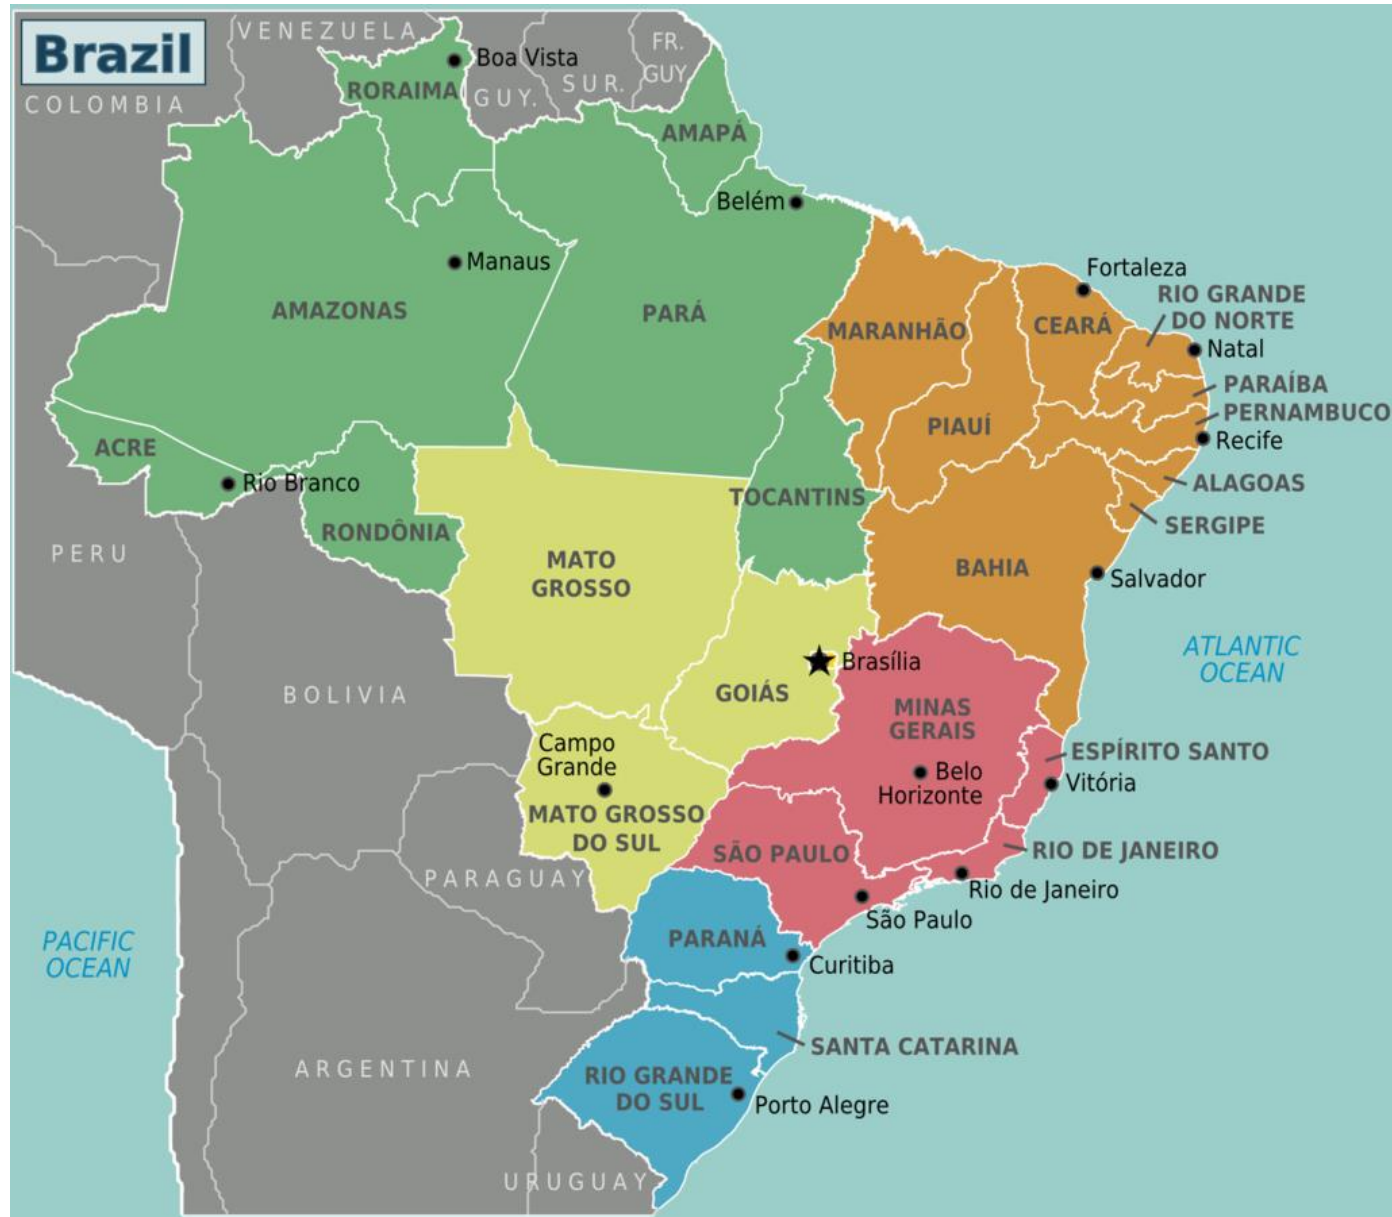 Brazil
VENEZUELA
COLOMBIA
Boa Vista
RORAIMA
GUY.
SUR.
FR.
GUY.
AMAPÁ
Belém
Manaus
AMAZONAS
PARÁ
MARANHÃO
Fortaleza
CEARÁ
RIO GRANDE
DO NORTE
Natal
PARAÍBA
PERNAMBUCO
Recife
PIAUÍ
ACRE
Rio Branco
RONDÔNIA
TOCANTINS
ALAGOAS
SERGIPE
PERU
MATO
GROSSO
BAHIA
Salvador
ATLANTIC
OCEAN
BOLIVIA
Brasília
GOIÁS
MINAS
GERAIS
Campo
Grande
MATO GROSSO
DO SUL
Belo
Horizonte
ESPÍRITO SANTO
Vitória
SÃO PAULO
RIO DE JANEIRO
Rio de Janeiro
São Paulo
PARAGUAY
PACIFIC
OCEAN
PARANÁ
Curitiba
SANTA CATARINA
ARGENTINA
RIO GRANDE
DO SUL
Porto Alegre
URUGUAY